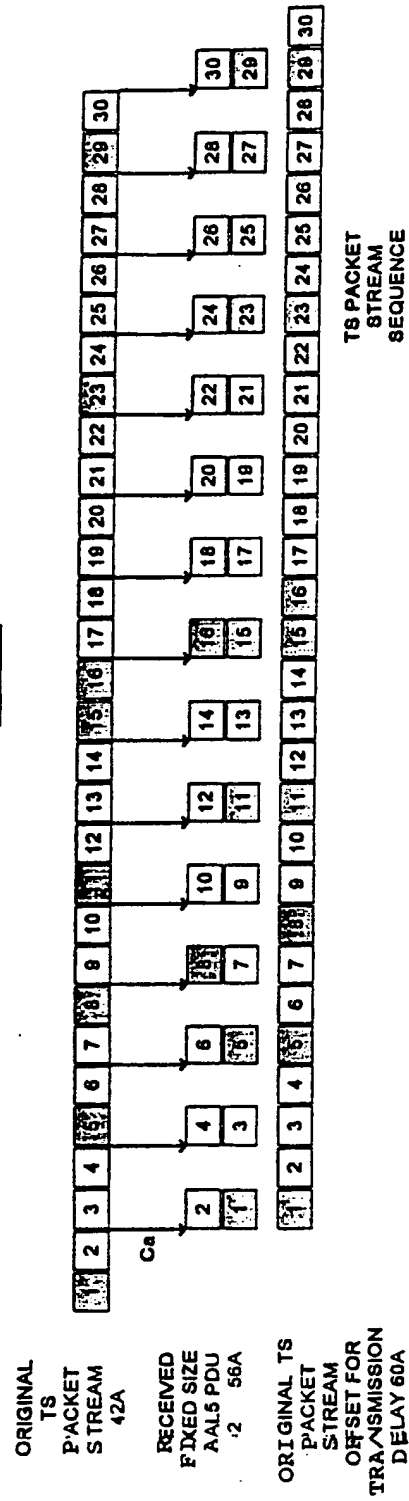 ORIGINAL
TS
PACKET
STREAM
42A
1 2 3 4 5 6 7 8 9 10 11 12 13 14 15 16 17 18 19 20 21 22 23 24 25 26 27 28 29 30
Ca
RECEIVED
FIXED SIZE
AAL5 PDU
:2 56A
2 4 6 8 10 12 14 16 18 20 22 24 26 28 30
1 3 5 7 9 11 13 15 17 19 21 23 25 27 29
ORIGINAL TS
PACKET
STREAM
OFFSET FOR
TRANSMISSION
DELAY 60A
1 2 3 4 5 6 7 8 9 10 11 12 13 14 15 16 17 18 19 20 21 22 23 24 25 26 27 28 29 30
TS PACKET
STREAM
SEQUENCE